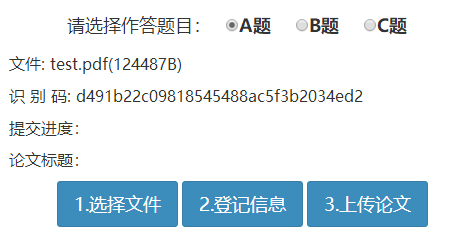 请选择作答题目： A题 B题 C题
文件: test.pdf(124487B)
识 别 码: d491b22c09818545488ac5f3b2034ed2
提交进度：
论文标题：
1.选择文件 2.登记信息 3.上传论文